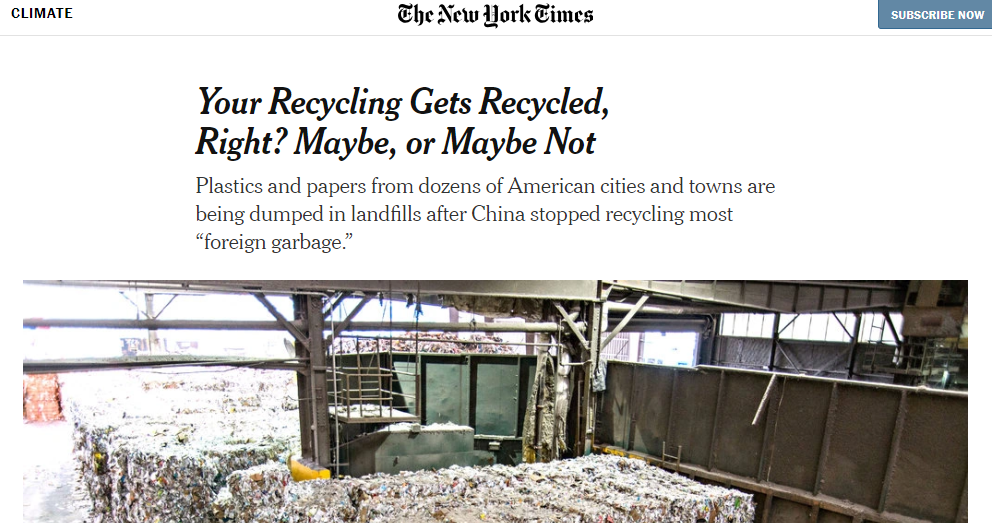 CLIMATE
The New York Times
SUBSCRIBE NOW
Your Recycling Gets Recycled,
Right? Maybe, or Maybe Not
Plastics and papers from dozens of American cities and towns are
being dumped in landfills after China stopped recycling most
“foreign garbage.”